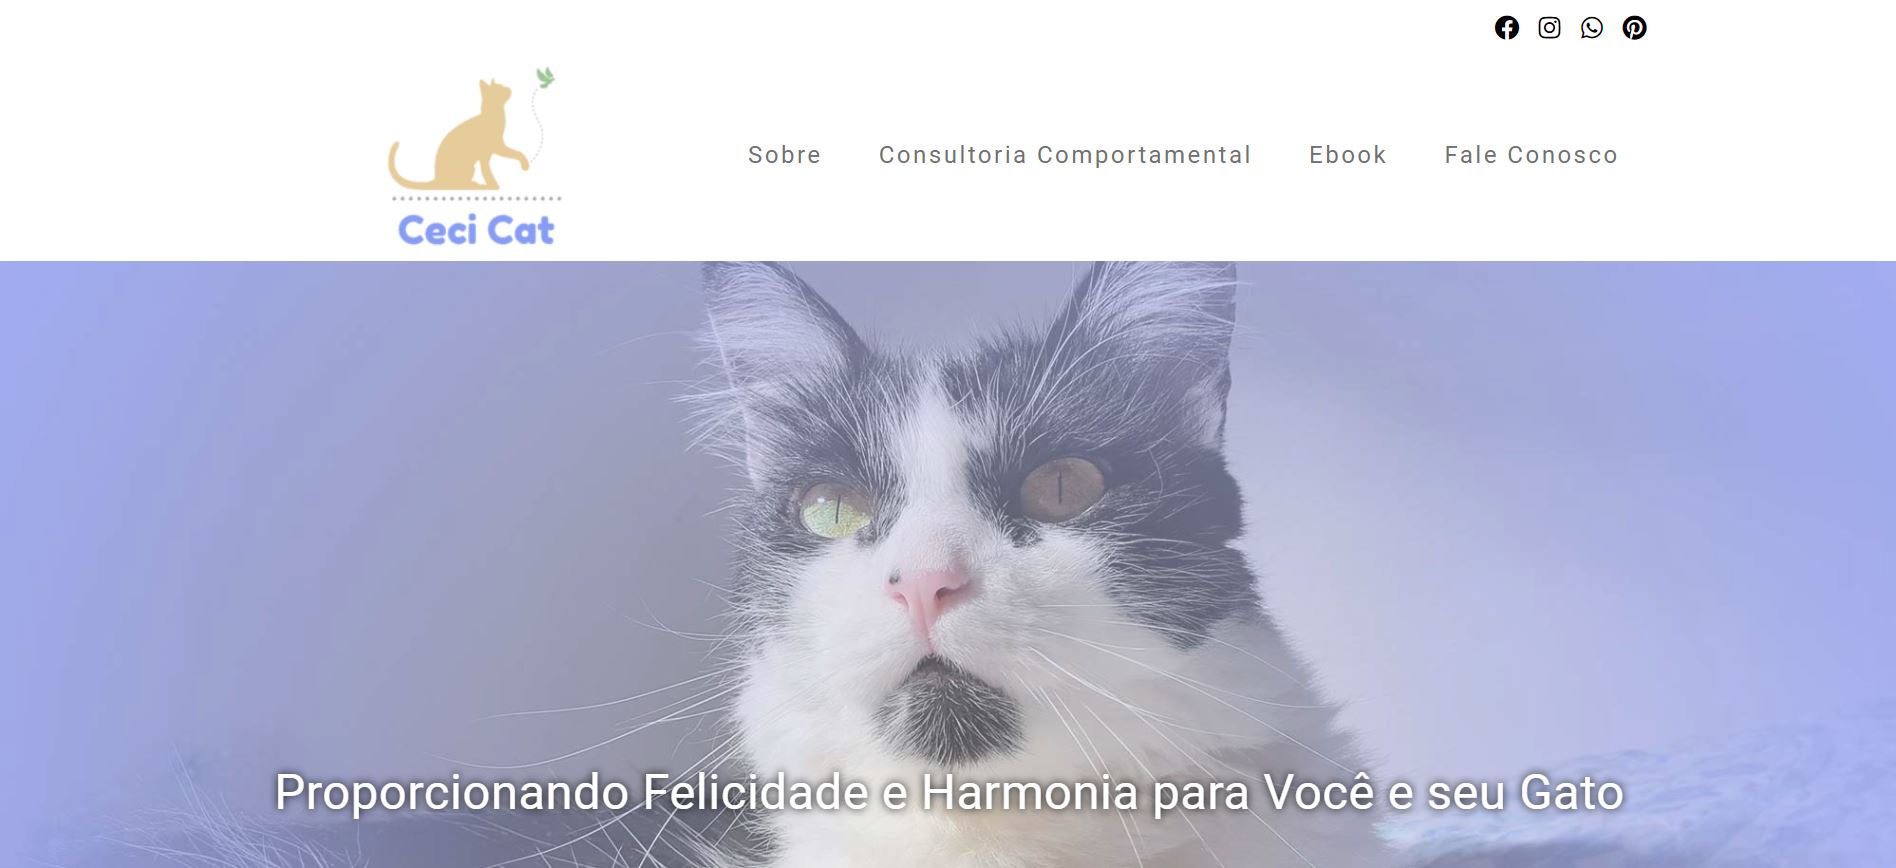 Ceci Cat
Sobre
Consultoria Comportamental
Ebook
Fale Conosco
Proporcionando Felicidade e Harmonia para Você e seu Gato